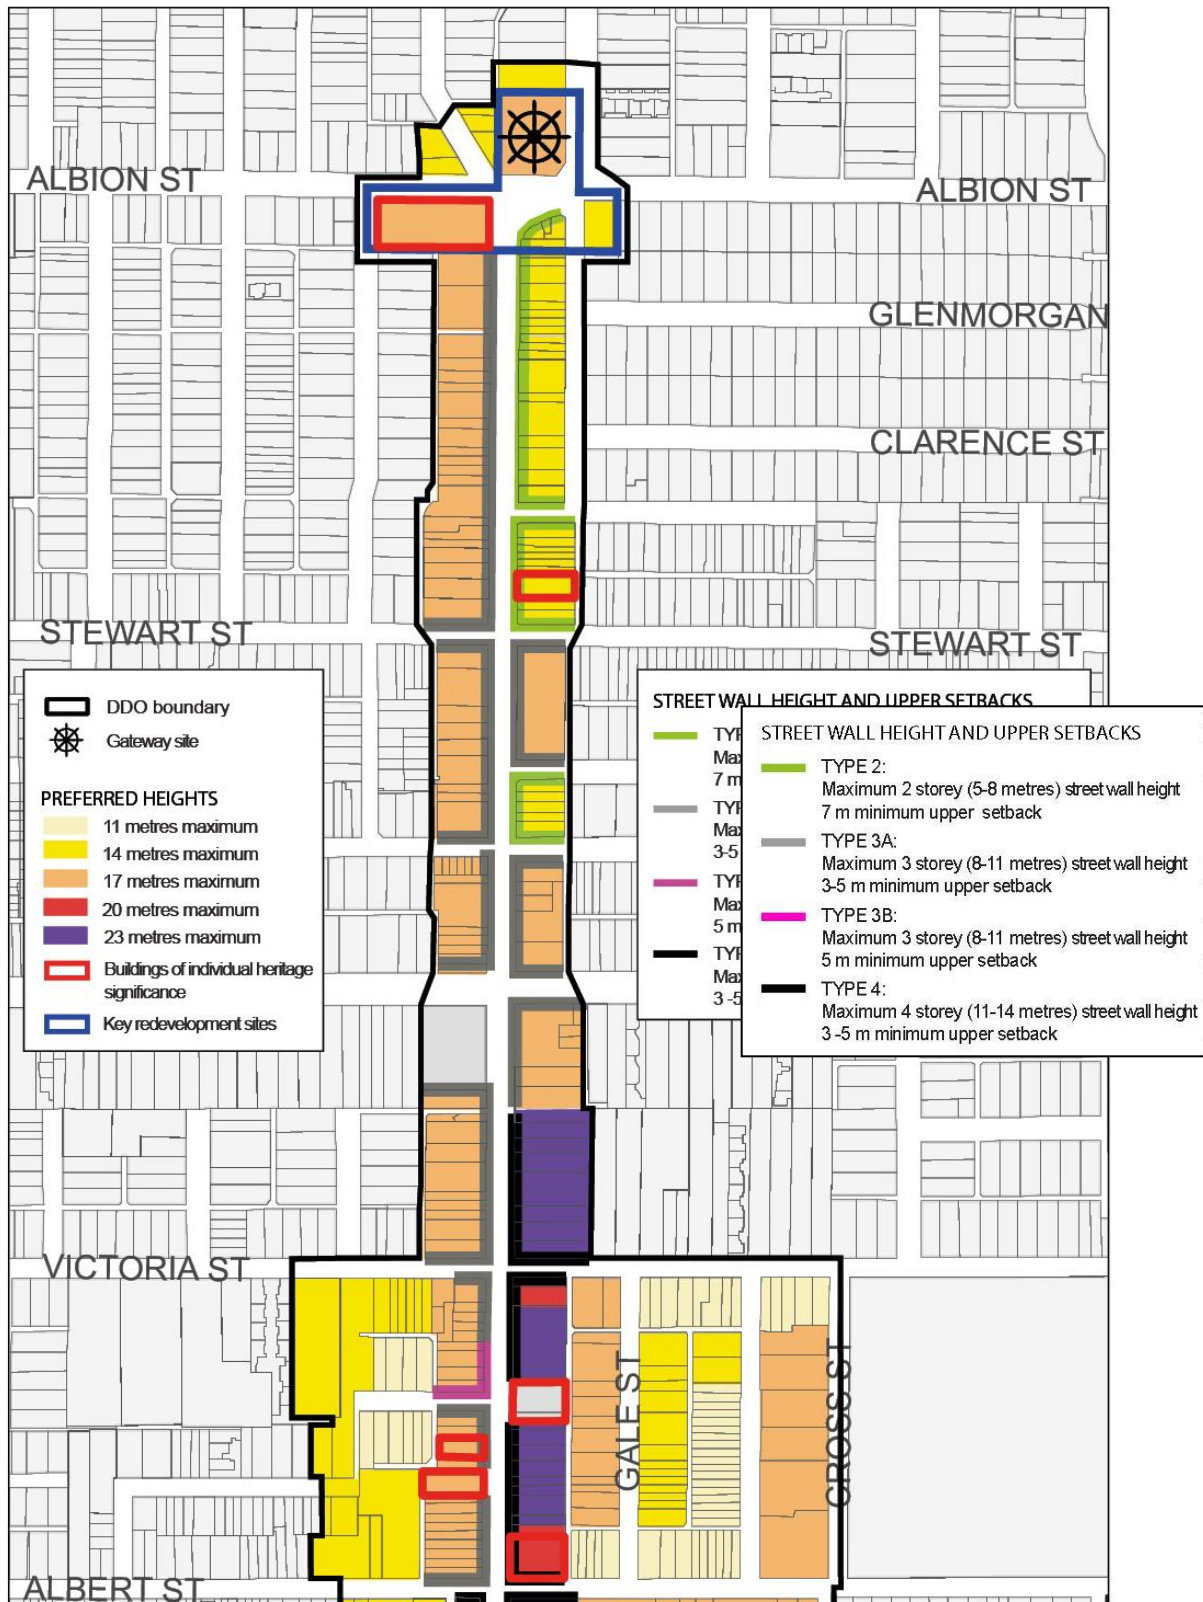 ALBION ST
ALBION ST
GLENMORGAN
CLARENCE ST
STEWART ST
STEWART ST
DDO boundary
Gateway site
PREFERRED HEIGHTS
11 metres maximum
14 metres maximum
17 metres maximum
20 metres maximum
23 metres maximum
Buildings of individual heritage
significance
Key redevelopment sites
STREET WALL HEIGHT AND UPPER SETBACKS
7 m
3-5
5 m
3 -5
STREET WALL HEIGHT AND UPPER SETBACKS
TYPE 2:
Maximum 2 storey (5-8 metres) street wall height
7 m minimum upper setback
TYPE 3A:
Maximum 3 storey (8-11 metres) street wall height
3-5 m minimum upper setback
TYPE 3B:
Maximum 3 storey (8-11 metres) street wall height
5 m minimum upper setback
TYPE 4:
Maximum 4 storey (11-14 metres) street wall height
3 -5 m minimum upper setback
VICTORIA ST
GALE ST
CROSS ST
ALBERT ST